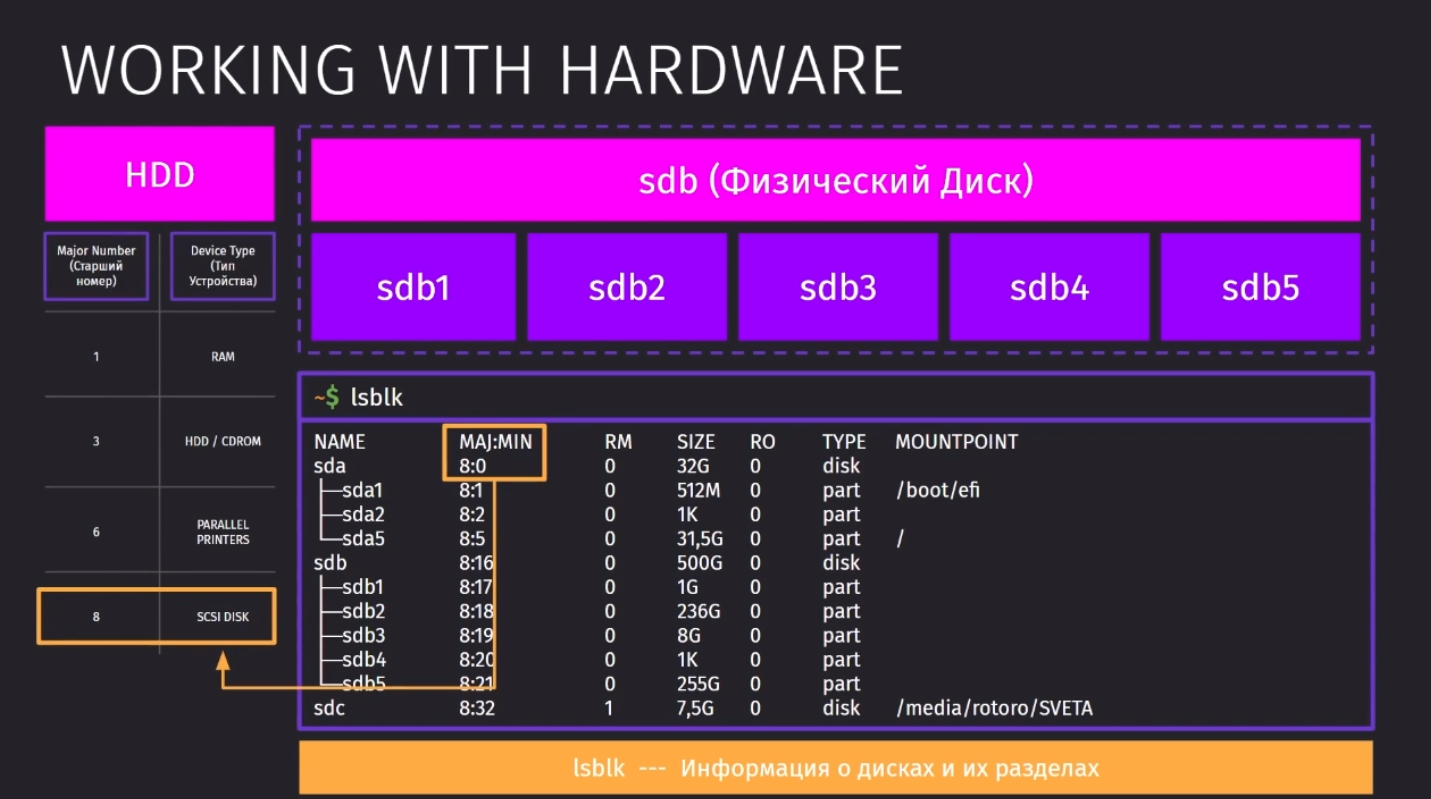 WORKING WITH HARDWARE
HDD
Major Number
(Старший
номер)
Device Type
(Тип
Устройства)
1 RAM
3 HDD / CDROM
6 PARALLEL
PRINTERS
8 SCSI DISK
sdb (Физический Диск)
sdb1 sdb2 sdb3 sdb4 sdb5
~$ lsblk
NAME MAJ:MIN RM SIZE RO TYPE MOUNTPOINT
sda 8:0 0 32G 0 disk
├─sda1 8:1 0 512M 0 part /boot/efi
├─sda2 8:2 0 1K 0 part
└─sda5 8:5 0 31,5G 0 part /
sdb 8:16 0 500G 0 disk
├─sdb1 8:17 0 1G 0 part
├─sdb2 8:18 0 236G 0 part
├─sdb3 8:19 0 8G 0 part
├─sdb4 8:20 0 1K 0 part
└─sdb5 8:21 0 255G 0 part
sdc 8:32 1 7,5G 0 disk /media/rotoro/SVETA
lsblk --- Информация о дисках и их разделах